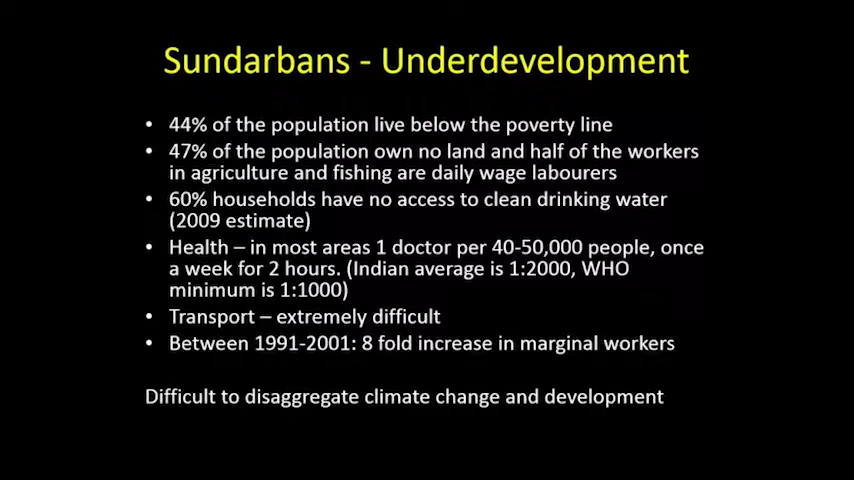 Sundarbans - Underdevelopment
• 44% of the population live below the poverty line
• 47% of the population own no land and half of the workers
in agriculture and fishing are daily wage labourers
• 60% households have no access to clean drinking water
(2009 estimate)
• Health – in most areas 1 doctor per 40-50,000 people, once
a week for 2 hours. (Indian average is 1:2000, WHO
minimum is 1:1000)
• Transport – extremely difficult
• Between 1991-2001: 8 fold increase in marginal workers
Difficult to disaggregate climate change and development